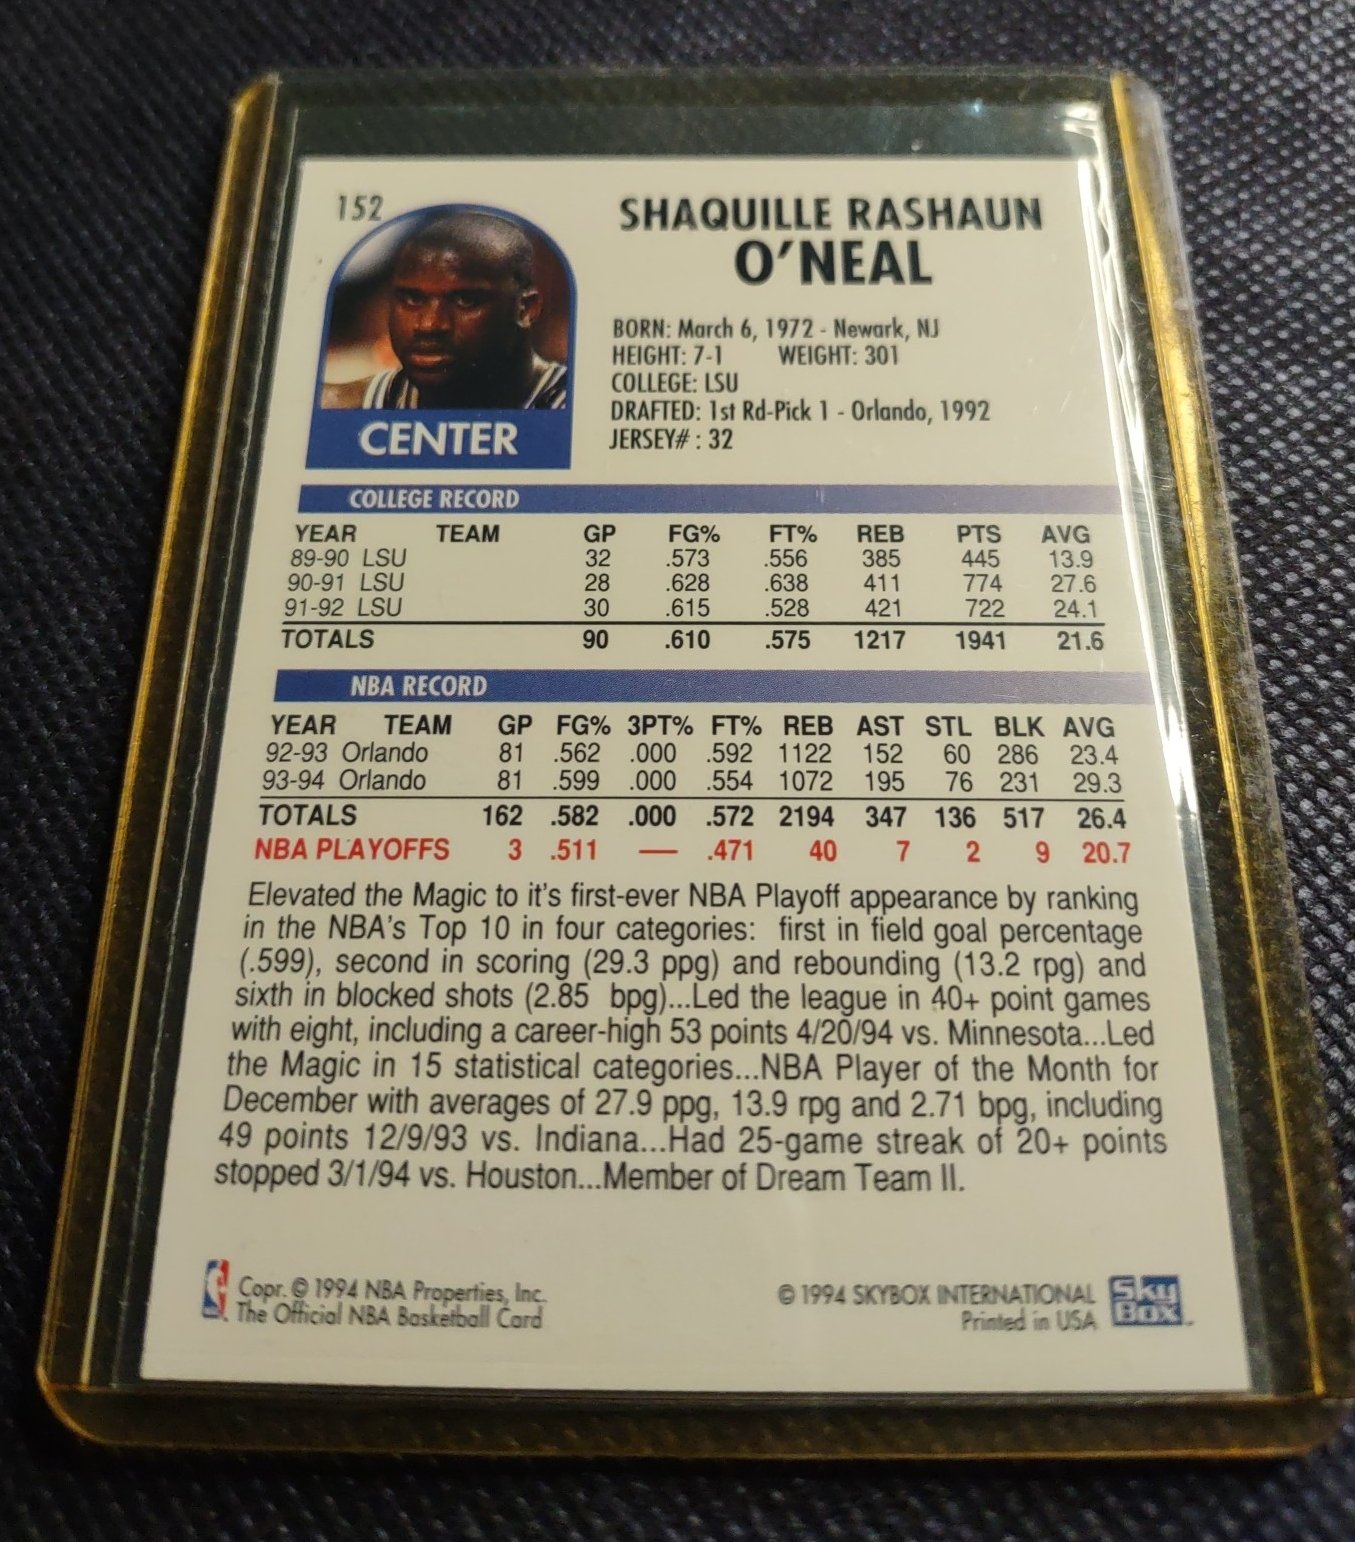 152
SHAQUILLE RASHAUN
O'NEAL
CENTER
BORN: March 6, 1972 - Newark, NJ
HEIGHT: 7-1 WEIGHT: 301
COLLEGE: LSU
DRAFTED: 1st Rd-Pick 1 - Orlando, 1992
JERSEY# : 32
COLLEGE RECORD
YEAR TEAM GP FG% FT% REB PTS AVG
89-90 LSU 32 .573 .556 385 445 13.9
90-91 LSU 28 .628 .638 411 774 27.6
91-92 LSU 30 .615 .528 421 722 24.1
TOTALS 90 .610 .575 1217 1941 21.6
NBA RECORD
YEAR TEAM GP FG% 3PT% FT% REB AST STL BLK AVG
92-93 Orlando 81 .562 .000 .592 1122 152 60 286 23.4
93-94 Orlando 81 .599 .000 .554 1072 195 76 231 29.3
TOTALS 162 .582 .000 .572 2194 347 136 517 26.4
NBA PLAYOFFS 3 .511 — .471 40 7 2 9 20.7
Elevated the Magic to it's first-ever NBA Playoff appearance by ranking
in the NBA's Top 10 in four categories: first in field goal percentage
(.599), second in scoring (29.3 ppg) and rebounding (13.2 rpg) and
sixth in blocked shots (2.85 bpg)...Led the league in 40+ point games
with eight, including a career-high 53 points 4/20/94 vs. Minnesota...Led
the Magic in 15 statistical categories...NBA Player of the Month for
December with averages of 27.9 ppg, 13.9 rpg and 2.71 bpg, including
49 points 12/9/93 vs. Indiana...Had 25-game streak of 20+ points
stopped 3/1/94 vs. Houston...Member of Dream Team II.
Copr. © 1994 NBA Properties, Inc.
The Official NBA Basketball Card
© 1994 SKYBOX INTERNATIONAL
Printed in USA
SkyBox